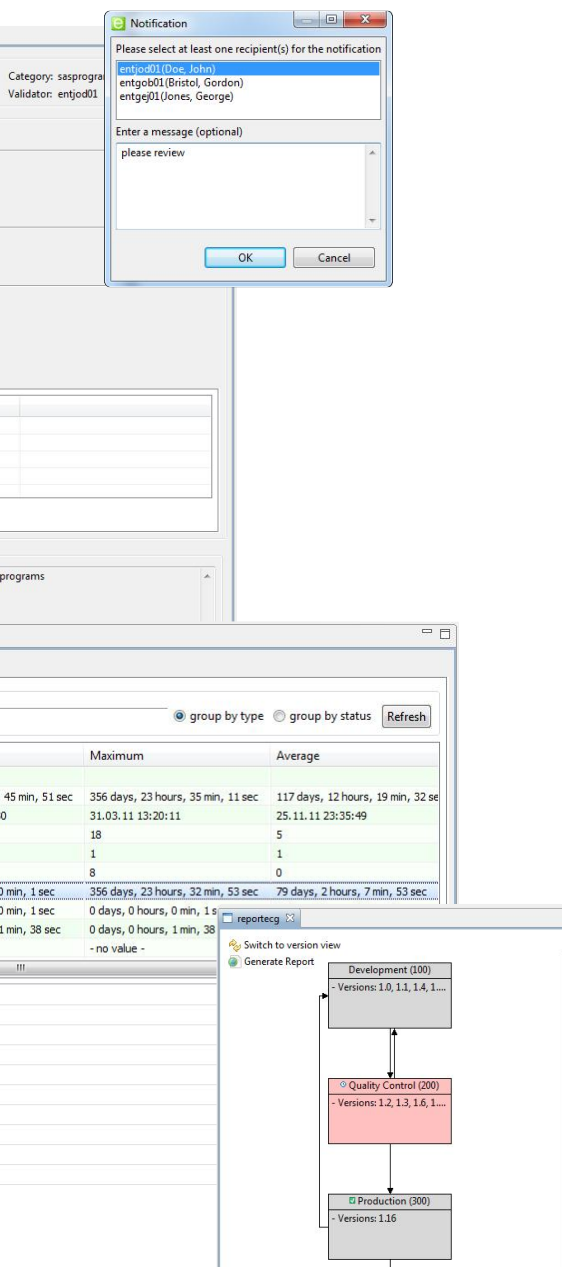 Notification
Please select at least one recipient(s) for the notification
entjod01(Doe, John)
entgob01(Bristol, Gordon)
entgej01(Jones, George)
Enter a message (optional)
please review
OK Cancel
Category: sasprogra
Validator: entjod01
programs
group by type group by status Refresh
Maximum Average
45 min, 51 sec 356 days, 23 hours, 35 min, 11 sec 117 days, 12 hours, 19 min, 32 se
0 31.03.11 13:20:11 25.11.11 23:35:49
18 5
1 1
8 0
0 min, 1 sec 356 days, 23 hours, 32 min, 53 sec 79 days, 2 hours, 7 min, 53 sec
0 min, 1 sec 0 days, 0 hours, 0 min, 1 s
1 min, 38 sec 0 days, 0 hours, 1 min, 38
- no value -
reportecg
Switch to version view
Generate Report
Development (100)
- Versions: 1.0, 1.1, 1.4, 1....
Quality Control (200)
- Versions: 1.2, 1.3, 1.6, 1....
Production (300)
- Versions: 1.16